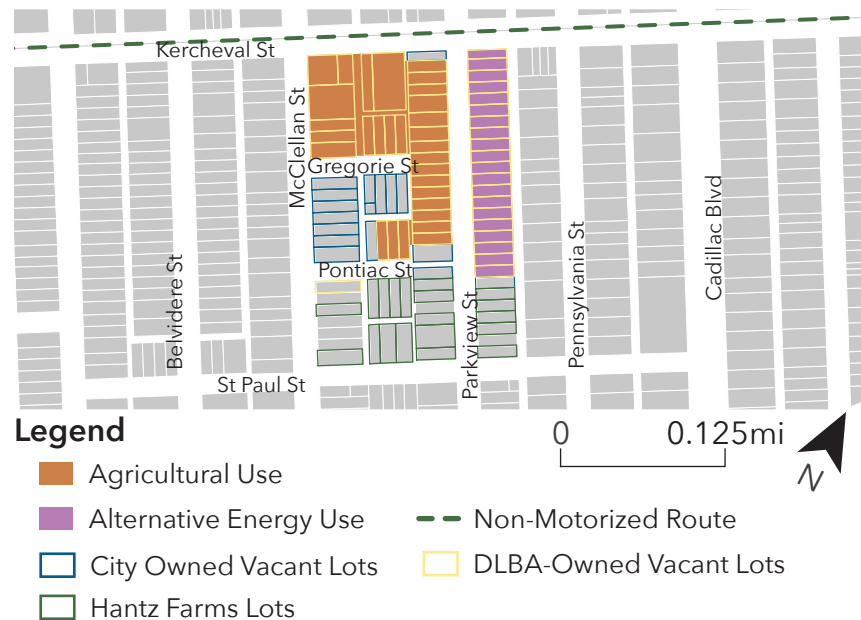 Kercheval St
McClellan St
Gregorie St
Belvidere St
Pontiac St
Parkview St
Pennsylvania St
Cadillac Blvd
St Paul St
Legend
0 0.125mi
N
Agricultural Use
Alternative Energy Use
Non-Motorized Route
City Owned Vacant Lots
DLBA-Owned Vacant Lots
Hantz Farms Lots